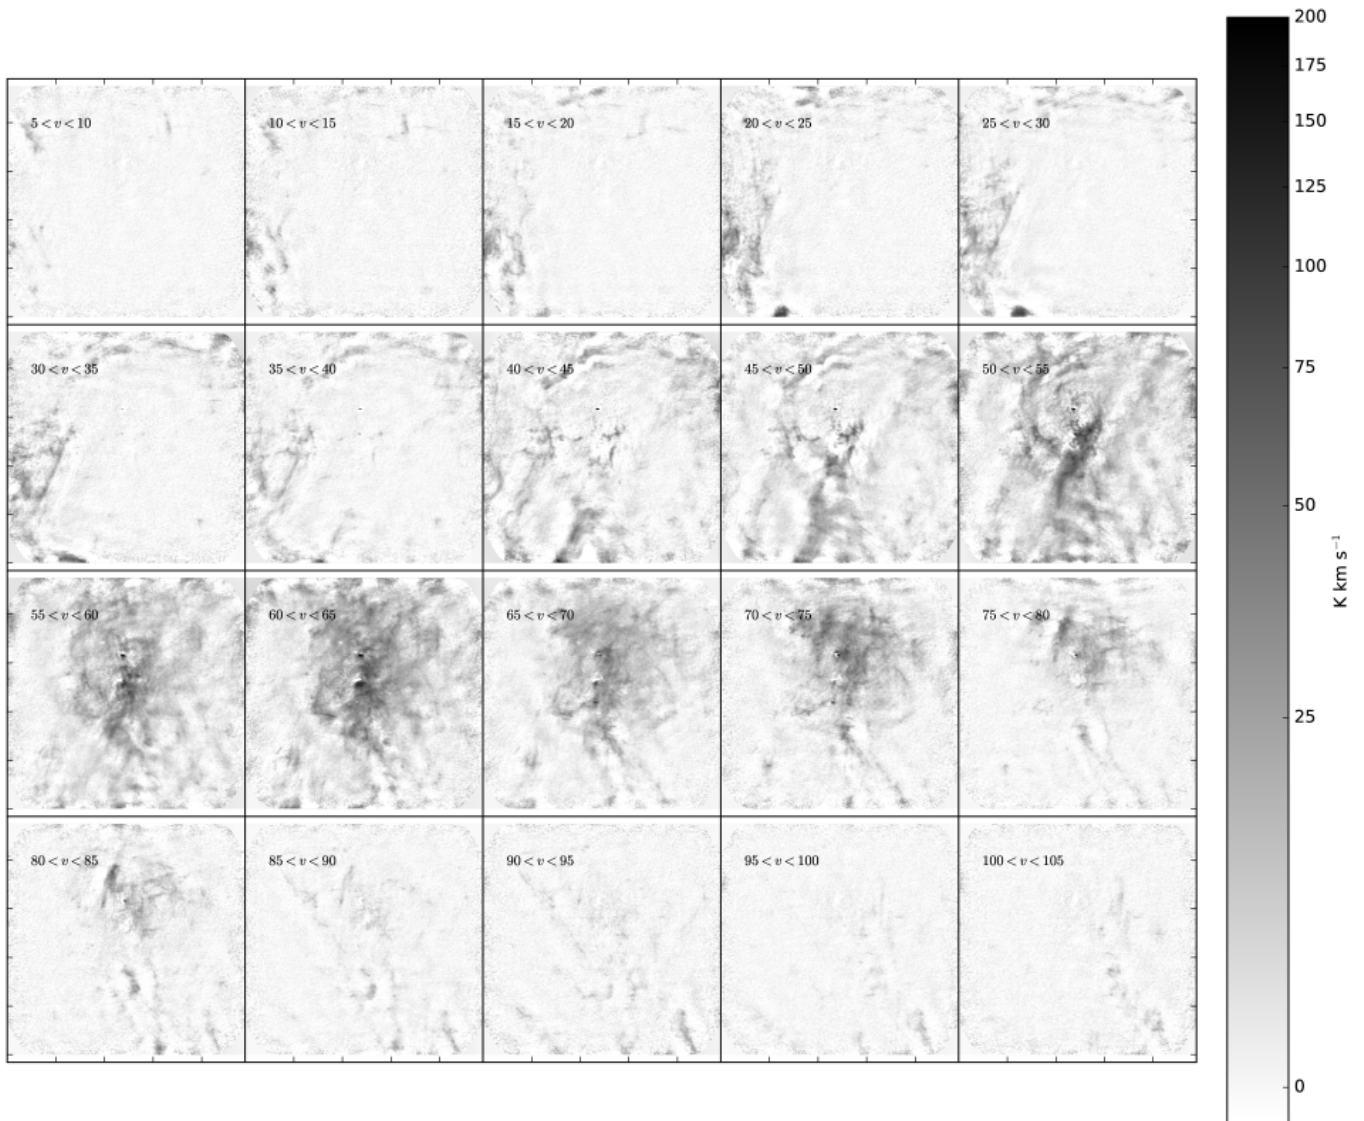 5 < v < 10
10 < v < 15
15 < v < 20
20 < v < 25
25 < v < 30
30 < v < 35
35 < v < 40
40 < v < 45
45 < v < 50
50 < v < 55
55 < v < 60
60 < v < 65
65 < v < 70
70 < v < 75
75 < v < 80
80 < v < 85
85 < v < 90
90 < v < 95
95 < v < 100
100 < v < 105
200
175
150
125
100
75
50
25
0
K km s⁻¹